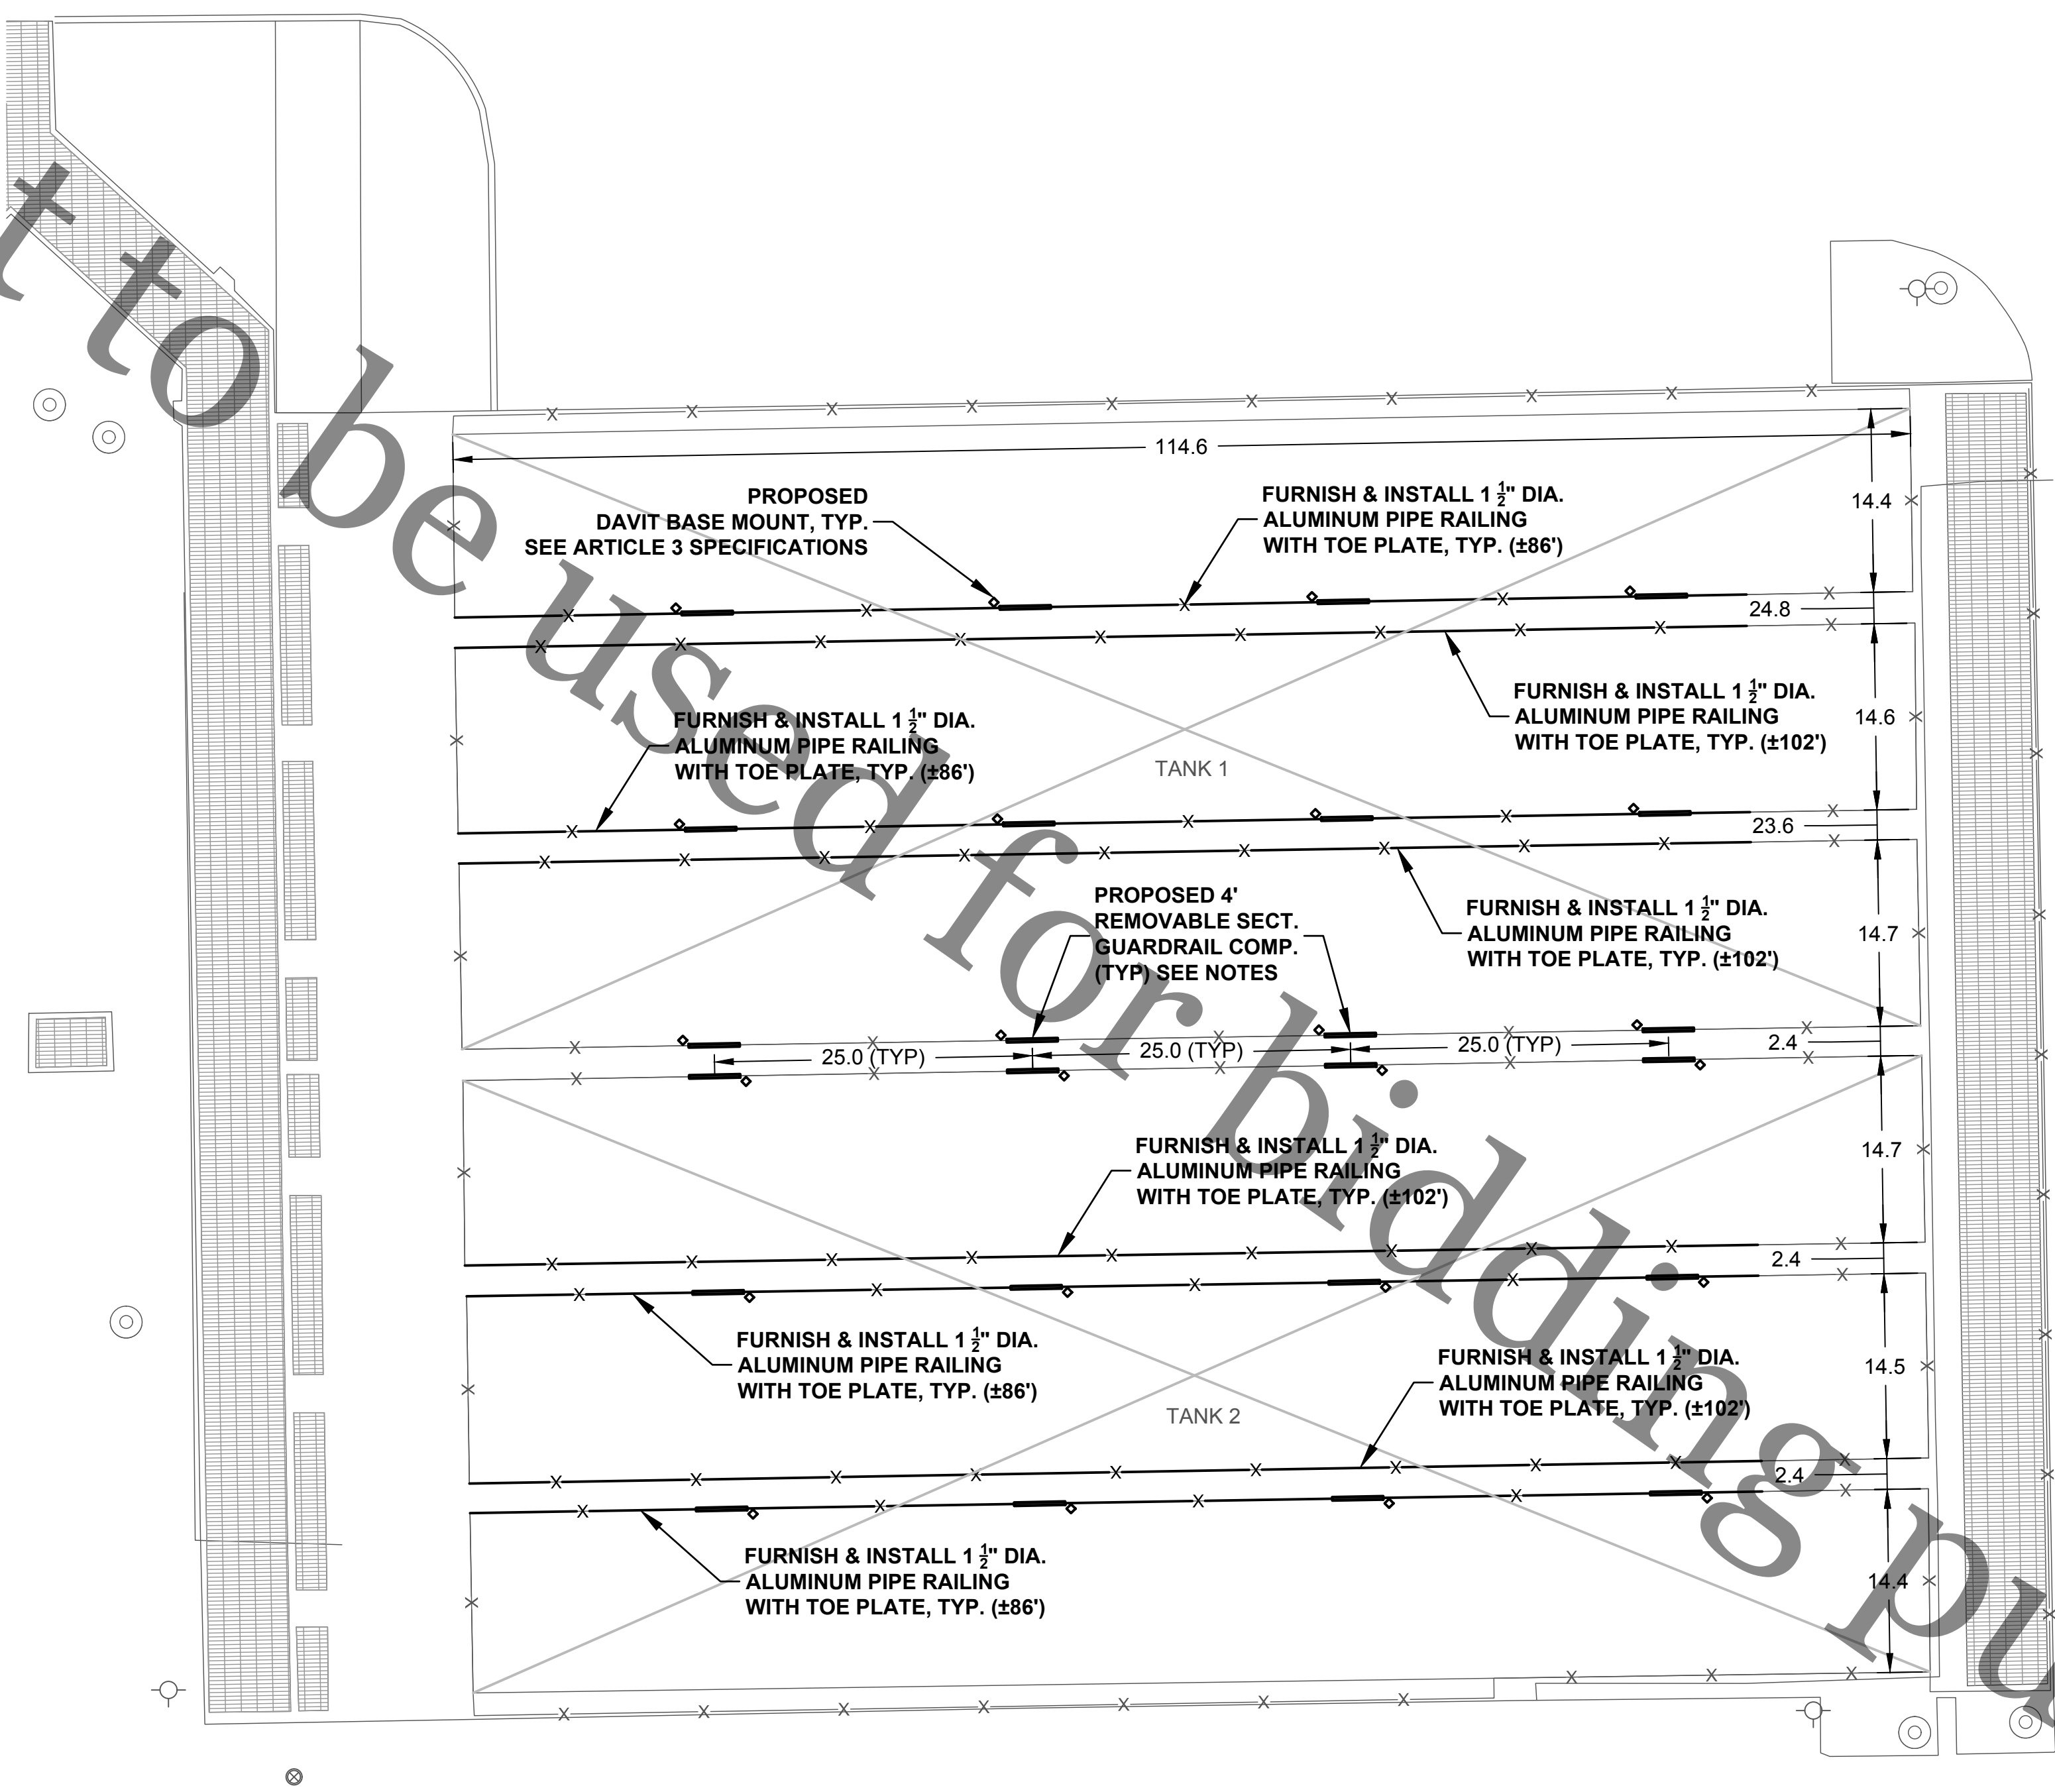 114.6
14.4
PROPOSED
DAVIT BASE MOUNT, TYP.
SEE ARTICLE 3 SPECIFICATIONS
FURNISH & INSTALL 1 1/2" DIA.
ALUMINUM PIPE RAILING
WITH TOE PLATE, TYP. (±86')
24.8
FURNISH & INSTALL 1 1/2" DIA.
ALUMINUM PIPE RAILING
WITH TOE PLATE, TYP. (±102')
14.6
FURNISH & INSTALL 1 1/2" DIA.
ALUMINUM PIPE RAILING
WITH TOE PLATE, TYP. (±86')
TANK 1
23.6
PROPOSED 4'
REMOVABLE SECT.
GUARDRAIL COMP.
(TYP) SEE NOTES
FURNISH & INSTALL 1 1/2" DIA.
ALUMINUM PIPE RAILING
WITH TOE PLATE, TYP. (±102')
14.7
25.0 (TYP)
25.0 (TYP)
25.0 (TYP)
2.4
FURNISH & INSTALL 1 1/2" DIA.
ALUMINUM PIPE RAILING
WITH TOE PLATE, TYP. (±102')
14.7
2.4
FURNISH & INSTALL 1 1/2" DIA.
ALUMINUM PIPE RAILING
WITH TOE PLATE, TYP. (±86')
FURNISH & INSTALL 1 1/2" DIA.
ALUMINUM PIPE RAILING
WITH TOE PLATE, TYP. (±102')
14.5
TANK 2
2.4
FURNISH & INSTALL 1 1/2" DIA.
ALUMINUM PIPE RAILING
WITH TOE PLATE, TYP. (±86')
14.4
t to be used for bidding pu